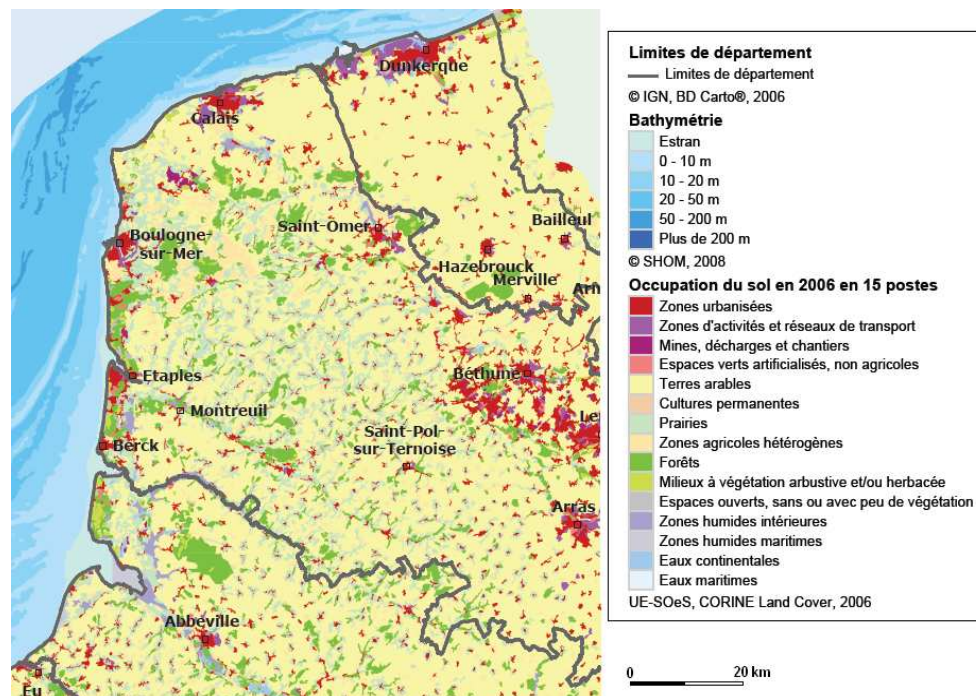 Dunkerque
Calais
Saint-Omer
Bailleul
Boulogne-
sur-Mer
Hazebrouck
Merville
Arm
Etaples
Béthune
Montreuil
Le
Saint-Pol-
sur-Ternoise
Berck
Arras
Abbeville
Eu
Limites de département
Limites de département
© IGN, BD Carto®, 2006
Bathymétrie
Estran
0 - 10 m
10 - 20 m
20 - 50 m
50 - 200 m
Plus de 200 m
© SHOM, 2008
Occupation du sol en 2006 en 15 postes
Zones urbanisées
Zones d'activités et réseaux de transport
Mines, décharges et chantiers
Espaces verts artificialisés, non agricoles
Terres arables
Cultures permanentes
Prairies
Zones agricoles hétérogènes
Forêts
Milieux à végétation arbustive et/ou herbacée
Espaces ouverts, sans ou avec peu de végétation
Zones humides intérieures
Zones humides maritimes
Eaux continentales
Eaux maritimes
UE-SOeS, CORINE Land Cover, 2006
0 20 km